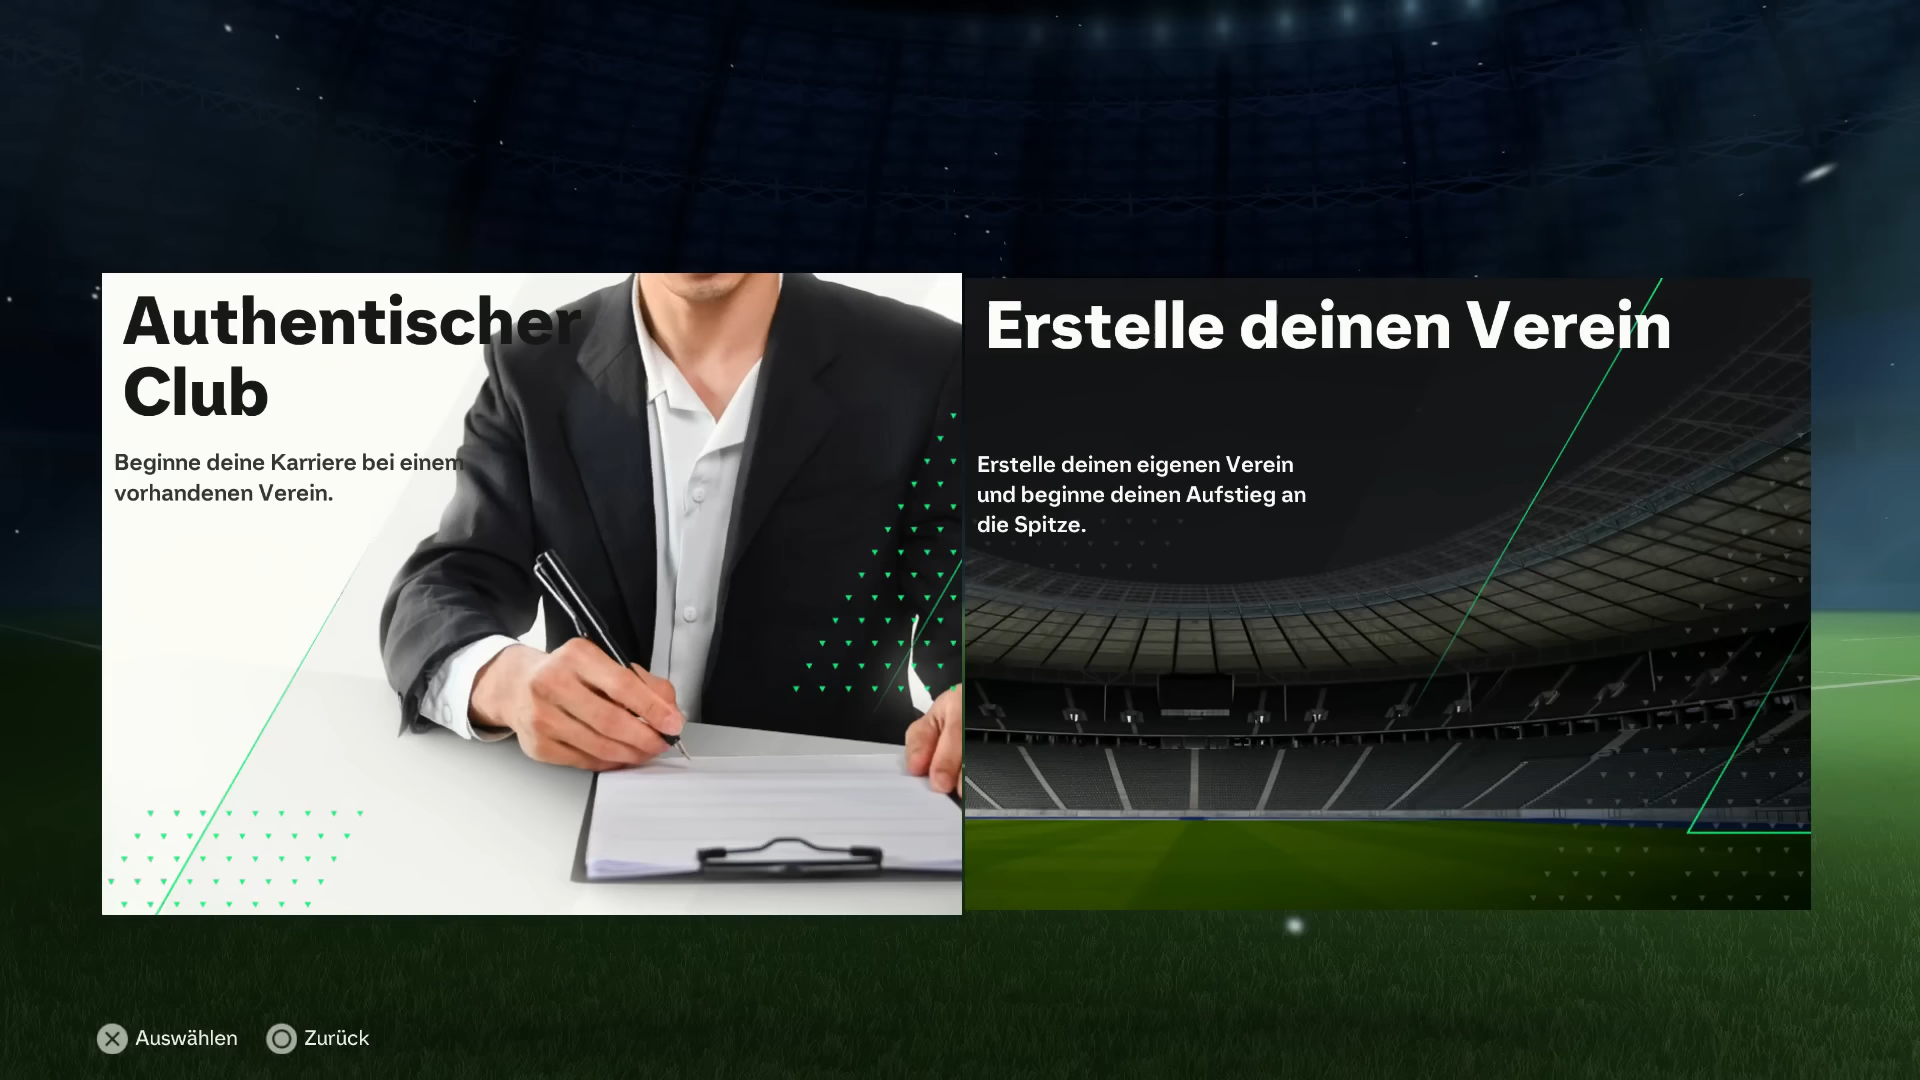 Authentischer
Club
Beginne deine Karriere bei einem
vorhandenen Verein.
Erstelle deinen Verein
Erstelle deinen eigenen Verein
und beginne deinen Aufstieg an
die Spitze.
Auswählen
Zurück